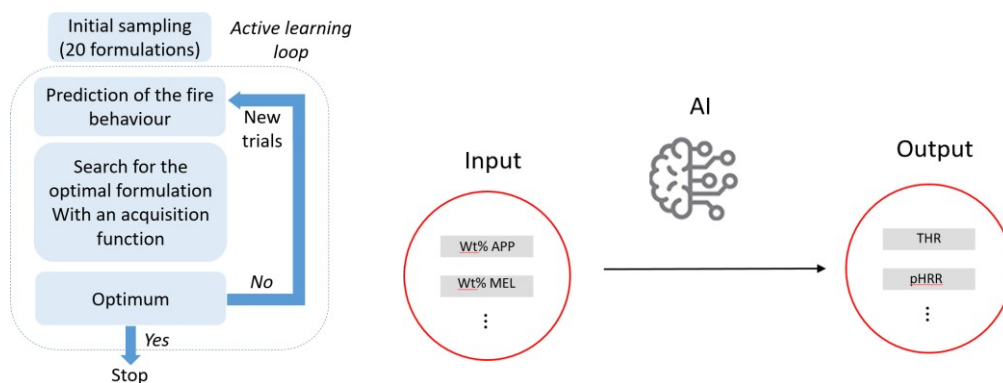 Initial sampling
(20 formulations)
Active learning
loop
Prediction of the fire
behaviour
New
trials
Search for the
optimal formulation
With an acquisition
function
Optimum
No
Yes
Stop
Input
Wt% APP
Wt% MEL
⋮
AI
Output
THR
pHRR
⋮